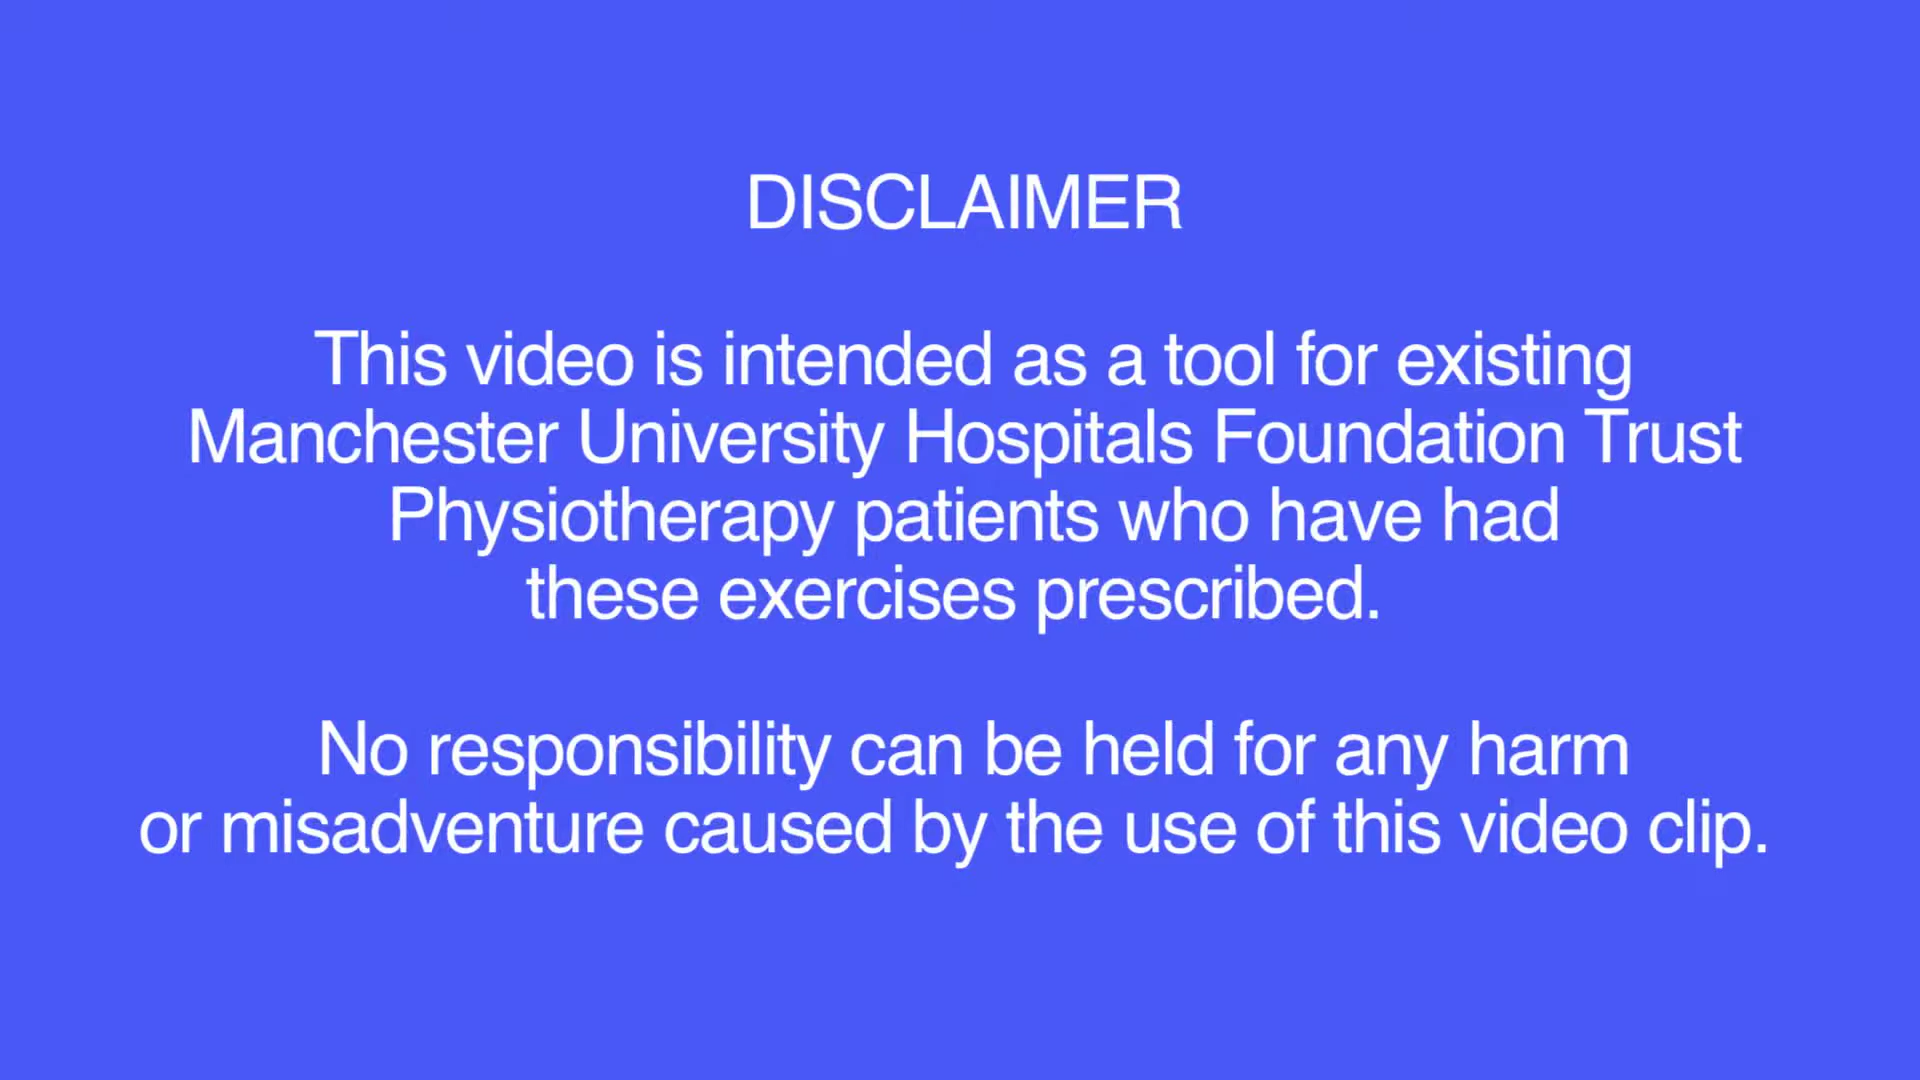 DISCLAIMER
This video is intended as a tool for existing
Manchester University Hospitals Foundation Trust
Physiotherapy patients who have had
these exercises prescribed.
No responsibility can be held for any harm
or misadventure caused by the use of this video clip.